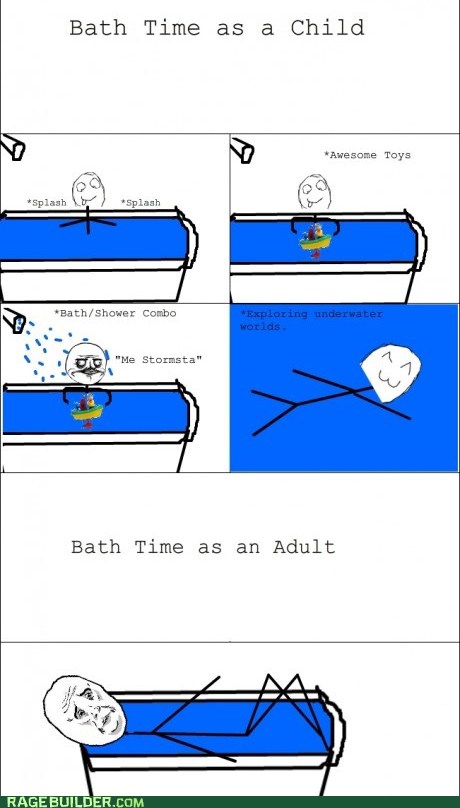 Bath Time as a Child
*Splash *Splash
*Awesome Toys
*Bath/Shower Combo
"Me Stormsta"
*Exploring underwater
worlds.
Bath Time as an Adult
RAGEBUILDER.COM